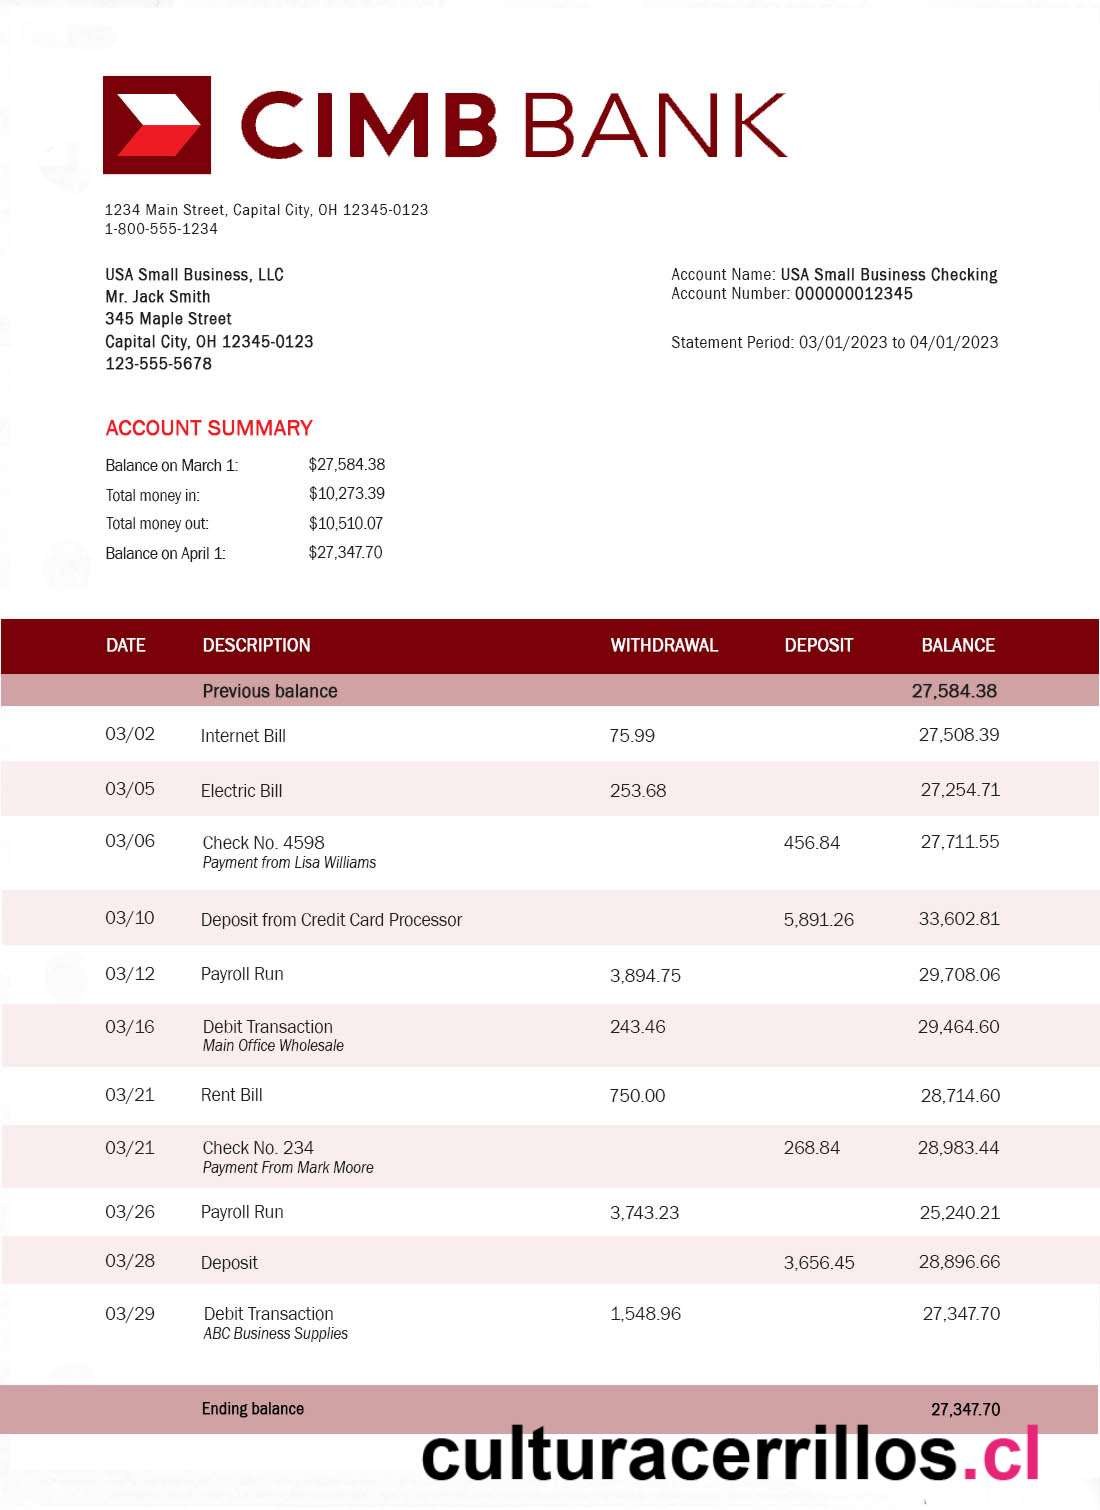 CIMB BANK
1234 Main Street, Capital City, OH 12345-0123
1-800-555-1234
USA Small Business, LLC
Mr. Jack Smith
345 Maple Street
Capital City, OH 12345-0123
123-555-5678
Account Name: USA Small Business Checking
Account Number: 000000012345
Statement Period: 03/01/2023 to 04/01/2023
ACCOUNT SUMMARY
Balance on March 1: $27,584.38
Total money in: $10,273.39
Total money out: $10,510.07
Balance on April 1: $27,347.70
DATE DESCRIPTION WITHDRAWAL DEPOSIT BALANCE
Previous balance 27,584.38
03/02 Internet Bill 75.99 27,508.39
03/05 Electric Bill 253.68 27,254.71
03/06 Check No. 4598 456.84 27,711.55
Payment from Lisa Williams
03/10 Deposit from Credit Card Processor 5,891.26 33,602.81
03/12 Payroll Run 3,894.75 29,708.06
03/16 Debit Transaction 243.46 29,464.60
Main Office Wholesale
03/21 Rent Bill 750.00 28,714.60
03/21 Check No. 234 268.84 28,983.44
Payment From Mark Moore
03/26 Payroll Run 3,743.23 25,240.21
03/28 Deposit 3,656.45 28,896.66
03/29 Debit Transaction 1,548.96 27,347.70
ABC Business Supplies
Ending balance 27,347.70
culturacerrillos.cl